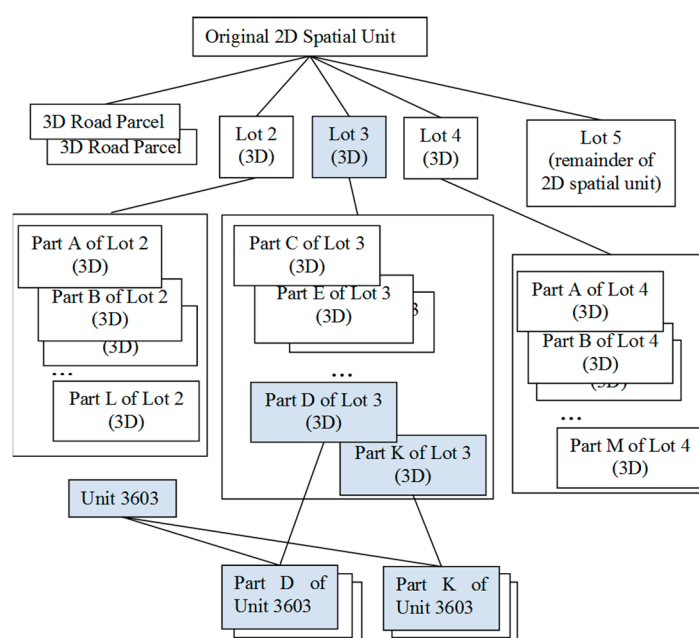 Original 2D Spatial Unit
3D Road Parcel
3D Road Parcel
Lot 2
(3D)
Lot 3
(3D)
Lot 4
(3D)
Lot 5
(remainder of
2D spatial unit)
Part A of Lot 2
(3D)
Part B of Lot 2
(3D)
(3D)
...
Part L of Lot 2
(3D)
Part C of Lot 3
(3D)
Part E of Lot 3
(3D)
3
...
Part D of Lot 3
(3D)
Part K of Lot 3
(3D)
Part A of Lot 4
(3D)
Part B of Lot 4
(3D)
(3D)
...
Part M of Lot 4
(3D)
Unit 3603
Part D of
Unit 3603
Part K of
Unit 3603